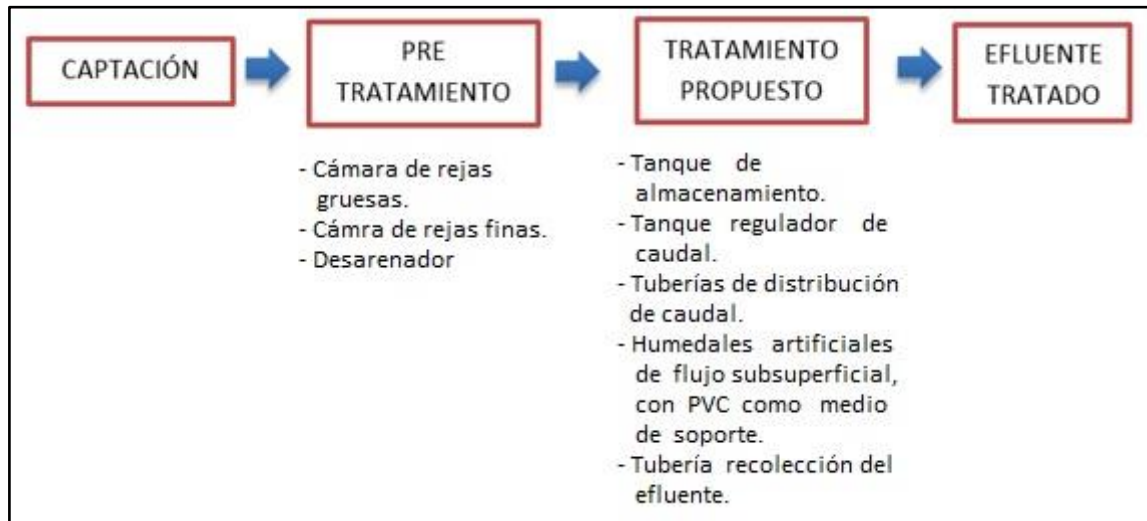 CAPTACIÓN
PRE
TRATAMIENTO
TRATAMIENTO
PROPUESTO
EFLUENTE
TRATADO
- Cámara de rejas
gruesas.
- Cámra de rejas finas.
- Desarenador
- Tanque de
almacenamiento.
- Tanque regulador de
caudal.
- Tuberías de distribución
de caudal.
- Humedales artificiales
de flujo subsuperficial,
con PVC como medio
de soporte.
- Tubería recolección del
efluente.